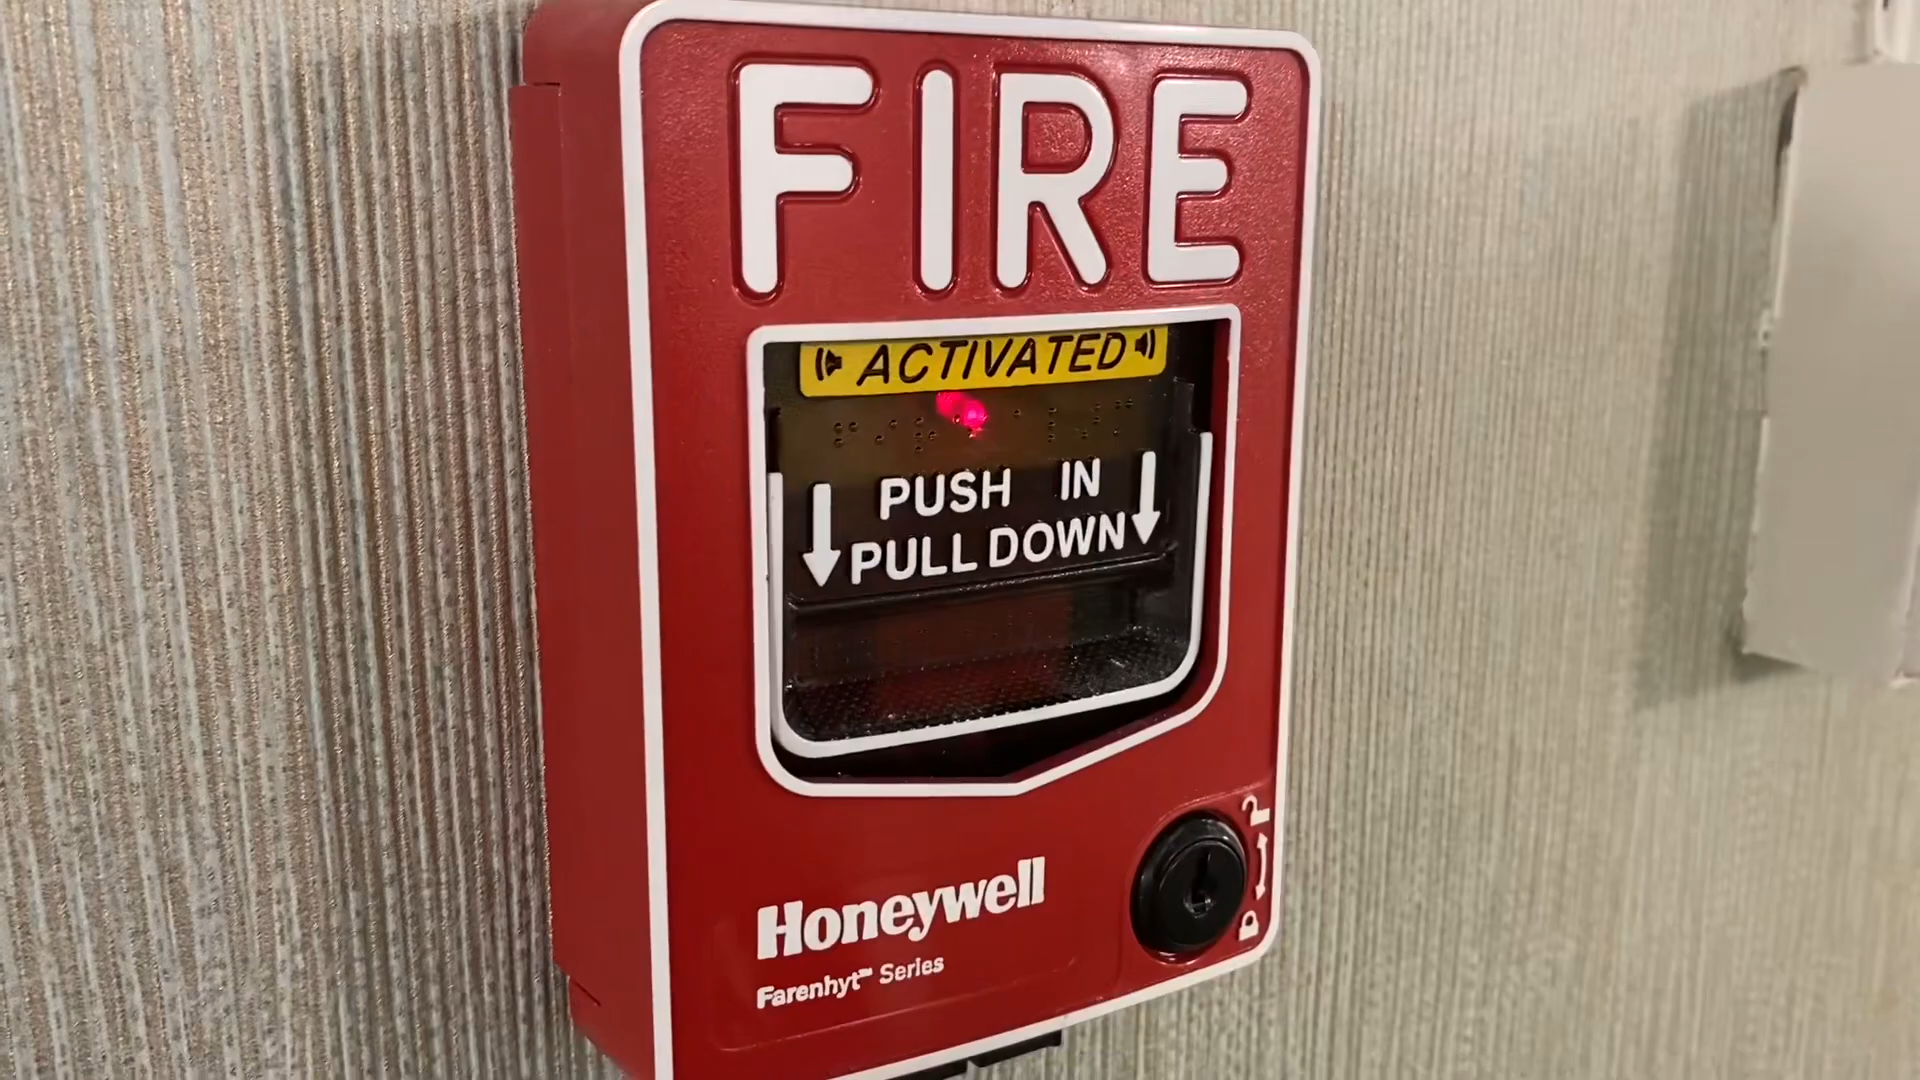 FIRE
ACTIVATED
PUSH IN
PULL DOWN
Honeywell
Farenhyt™ Series